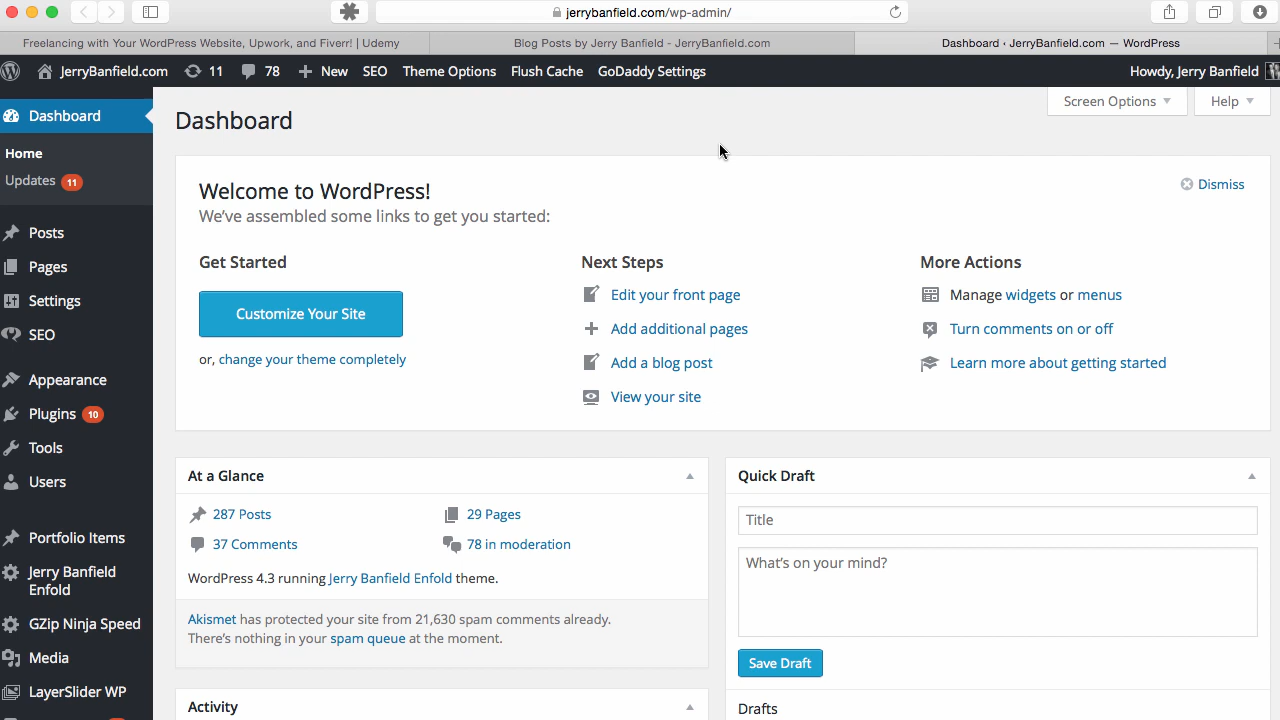 jerrybanfield.com/wp-admin/
Freelancing with Your WordPress Website, Upwork, and Fiverr! | Udemy
Blog Posts by Jerry Banfield - JerryBanfield.com
Dashboard ‹ JerryBanfield.com — WordPress
JerryBanfield.com 11 78 New SEO Theme Options Flush Cache GoDaddy Settings Howdy, Jerry Banfield
Screen Options Help
Dashboard
Home
Updates 11
Posts
Pages
Settings
SEO
Appearance
Plugins 10
Tools
Users
Portfolio Items
Jerry Banfield
Enfold
GZip Ninja Speed
Media
LayerSlider WP
Dashboard
Welcome to WordPress!
Dismiss
We've assembled some links to get you started:
Get Started
Customize Your Site
or, change your theme completely
Next Steps
Edit your front page
Add additional pages
Add a blog post
View your site
More Actions
Manage widgets or menus
Turn comments on or off
Learn more about getting started
At a Glance
287 Posts
29 Pages
37 Comments
78 in moderation
WordPress 4.3 running Jerry Banfield Enfold theme.
Akismet has protected your site from 21,630 spam comments already.
There's nothing in your spam queue at the moment.
Activity
Quick Draft
Title
What's on your mind?
Save Draft
Drafts